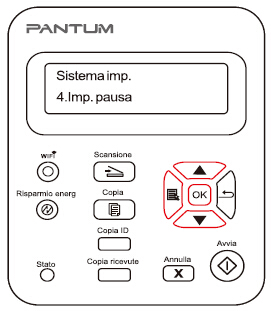 PANTUM
Sistema imp.
4.Imp. pausa
WiFi
Scansione
Risparmio energ
Copia
OK
Copia ID
Avvia
Stato
Copia ricevute
Annulla
X